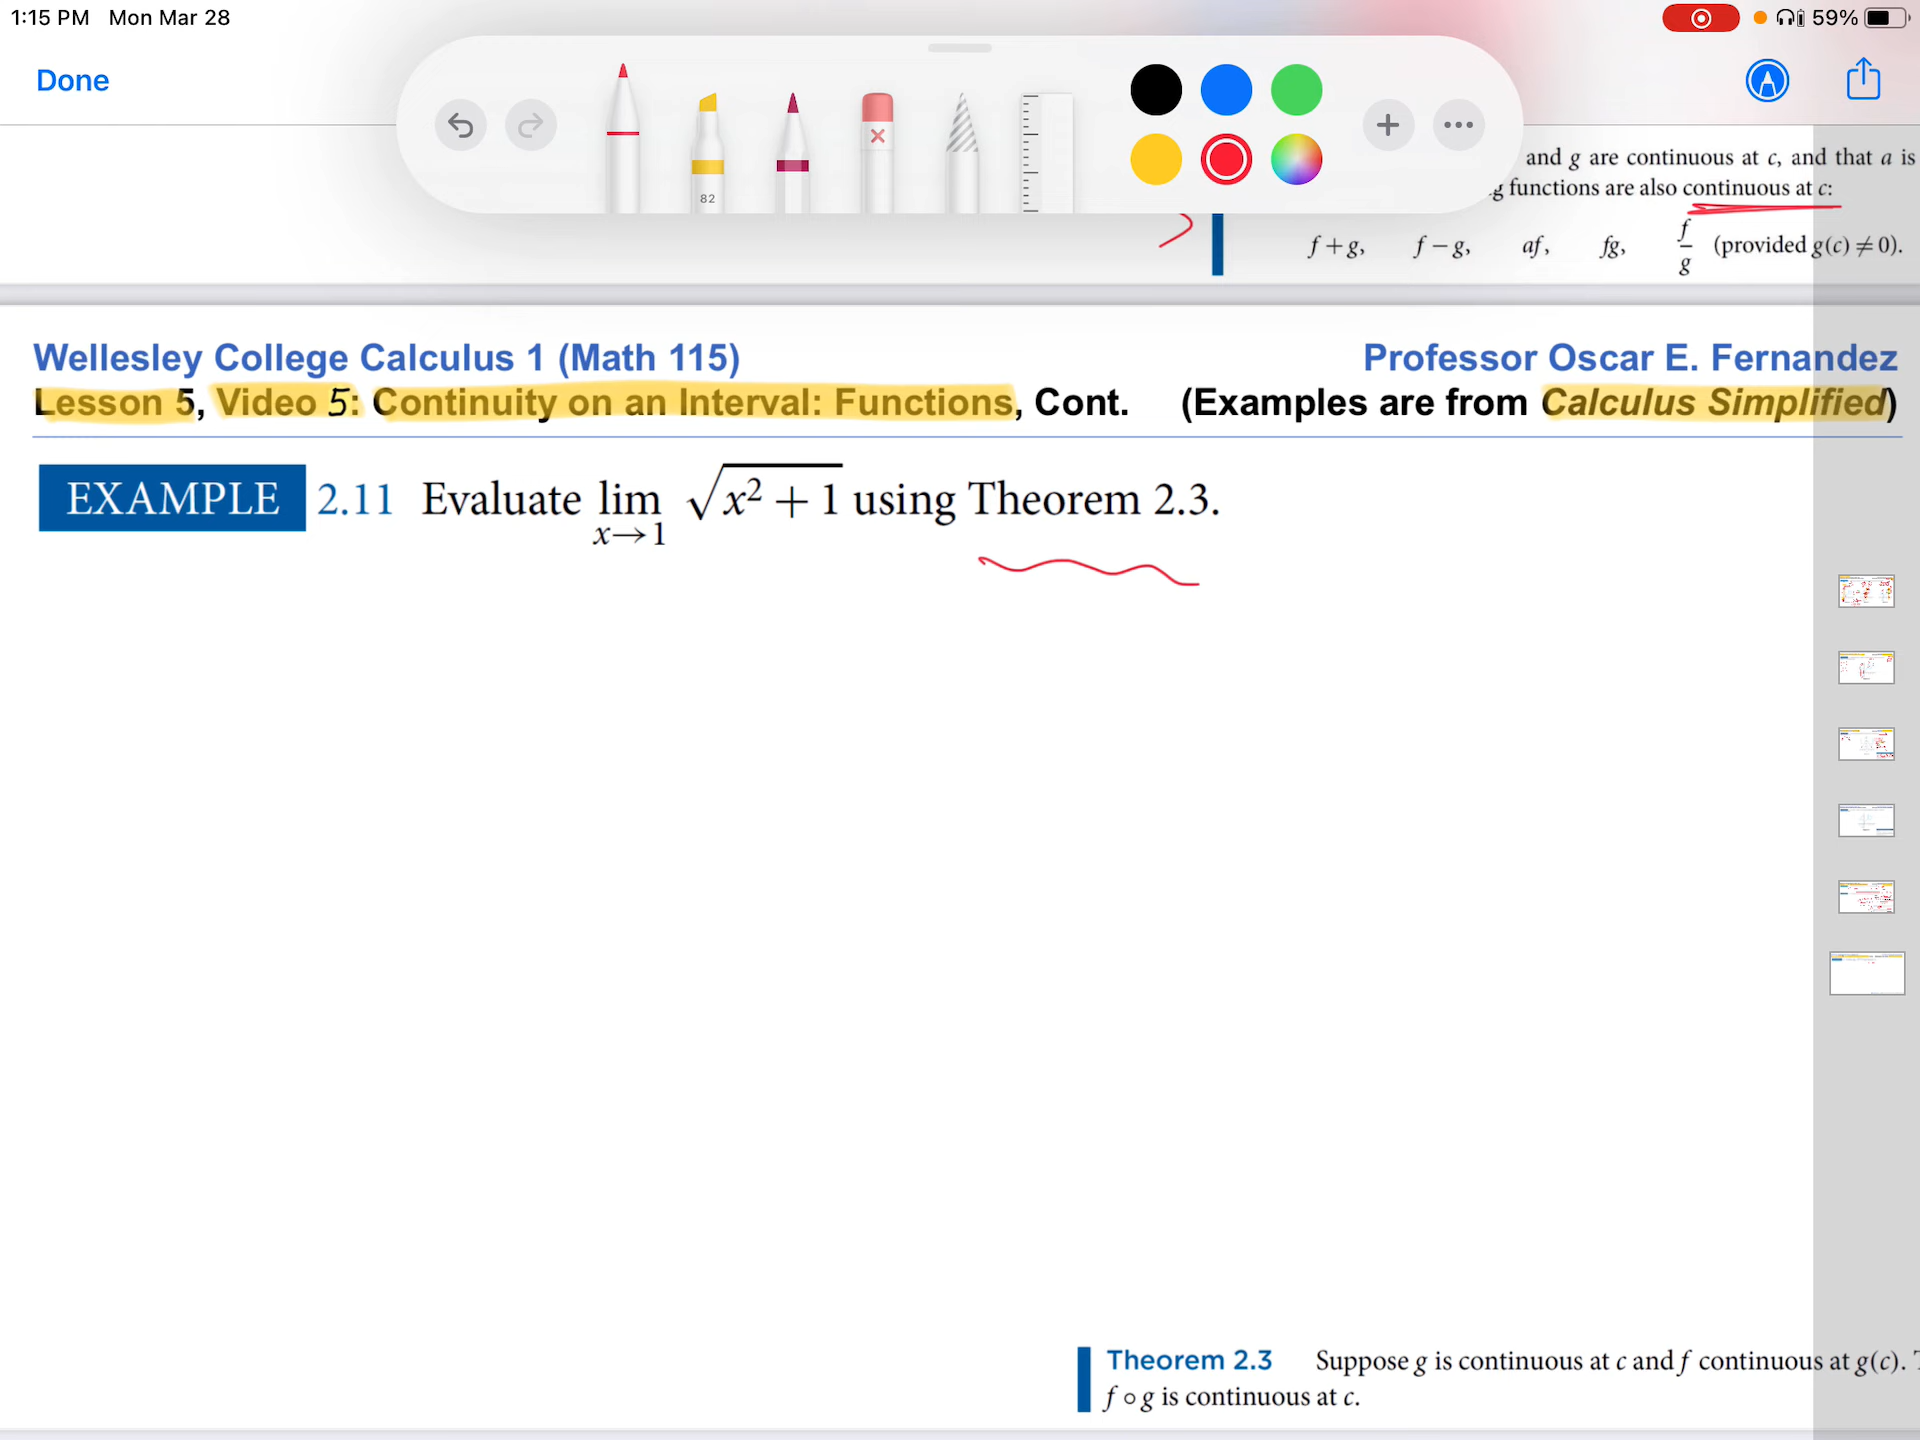 1:15 PM Mon Mar 28
59%
Done
82
and g are continuous at c, and that a is
g functions are also continuous at c:
f + g, f − g, af, fg, f/g (provided g(c) ≠ 0).
Wellesley College Calculus 1 (Math 115) Professor Oscar E. Fernandez
Lesson 5, Video 5: Continuity on an Interval: Functions, Cont. (Examples are from Calculus Simplified)
EXAMPLE 2.11 Evaluate lim √x² + 1 using Theorem 2.3.
x→1
Theorem 2.3 Suppose g is continuous at c and f continuous at g(c).
f ∘ g is continuous at c.